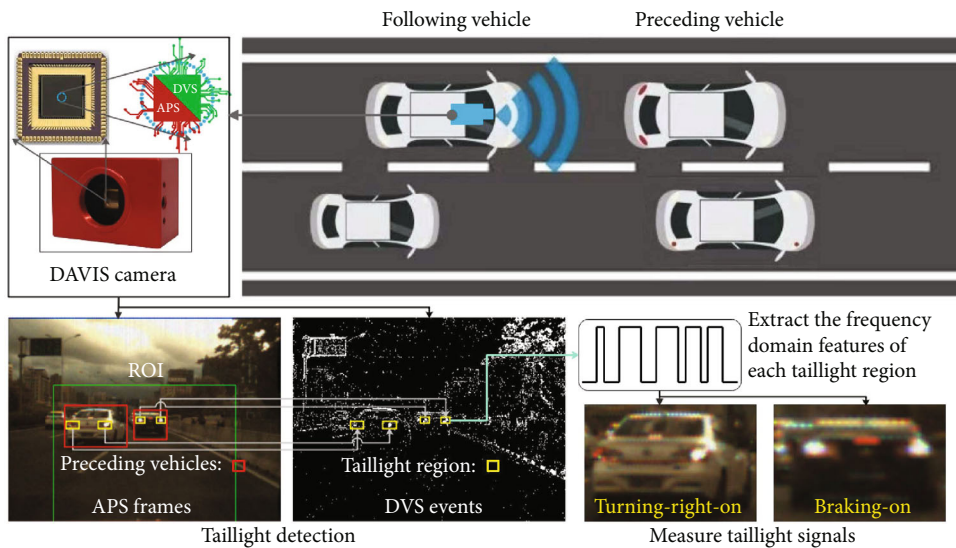 Following vehicle
Preceding vehicle
DVS
APS
DAVIS camera
Extract the frequency
domain features of
each taillight region
ROI
Preceding vehicles:
Taillight region:
APS frames
DVS events
Turning-right-on
Braking-on
Taillight detection
Measure taillight signals